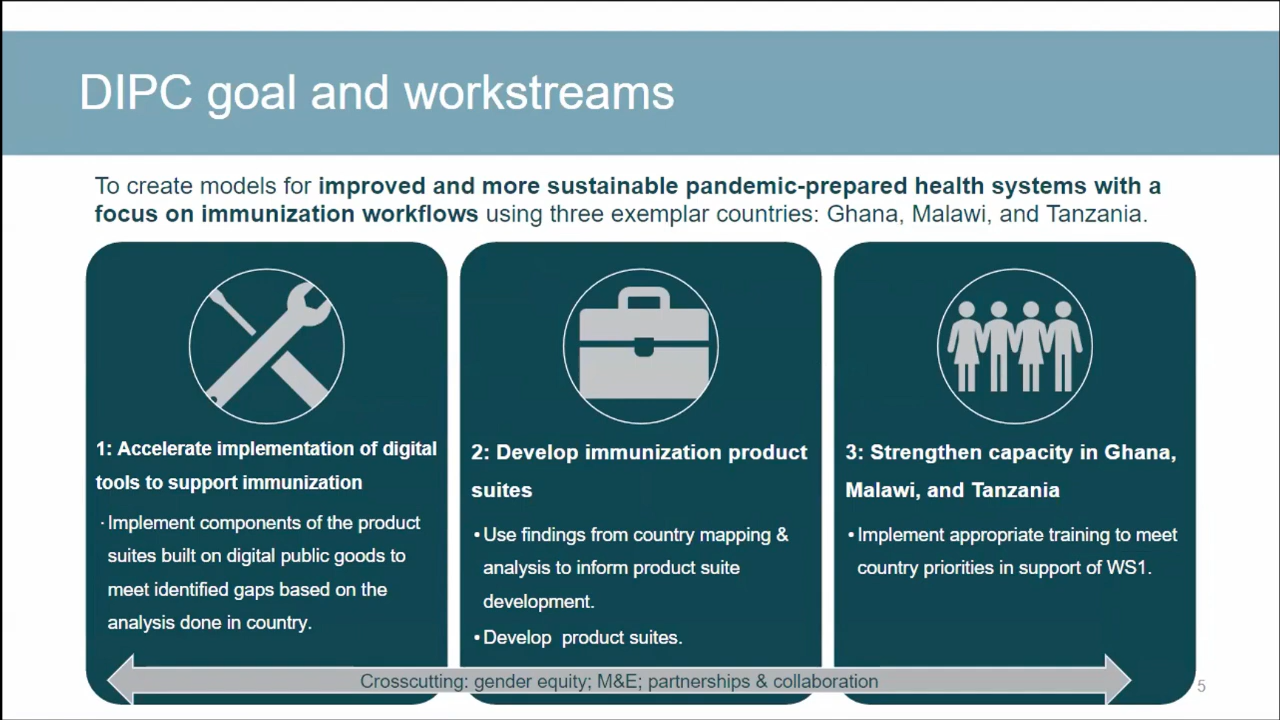 DIPC goal and workstreams
To create models for improved and more sustainable pandemic-prepared health systems with a
focus on immunization workflows using three exemplar countries: Ghana, Malawi, and Tanzania.
1: Accelerate implementation of digital
tools to support immunization
· Implement components of the product
suites built on digital public goods to
meet identified gaps based on the
analysis done in country.
2: Develop immunization product
suites
• Use findings from country mapping &
analysis to inform product suite
development.
• Develop  product suites.
3: Strengthen capacity in Ghana,
Malawi, and Tanzania
• Implement appropriate training to meet
country priorities in support of WS1.
Crosscutting: gender equity; M&E; partnerships & collaboration
5